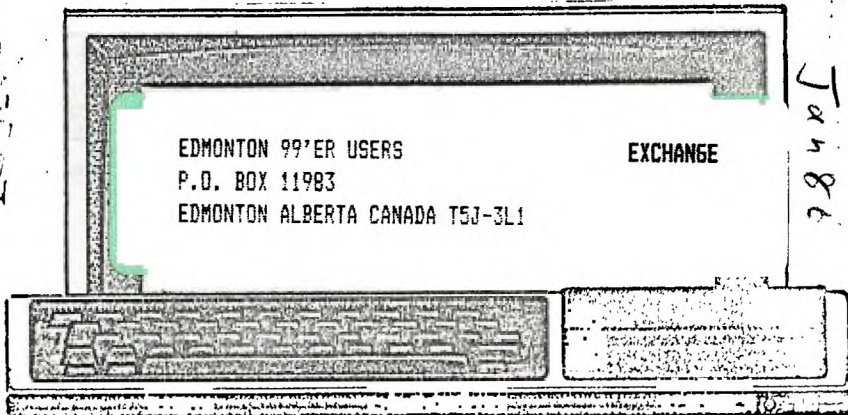 EDMONTON 99'ER USERS EXCHANGE
P.O. BOX 11983
EDMONTON ALBERTA CANADA T5J-3L1
Jan 86